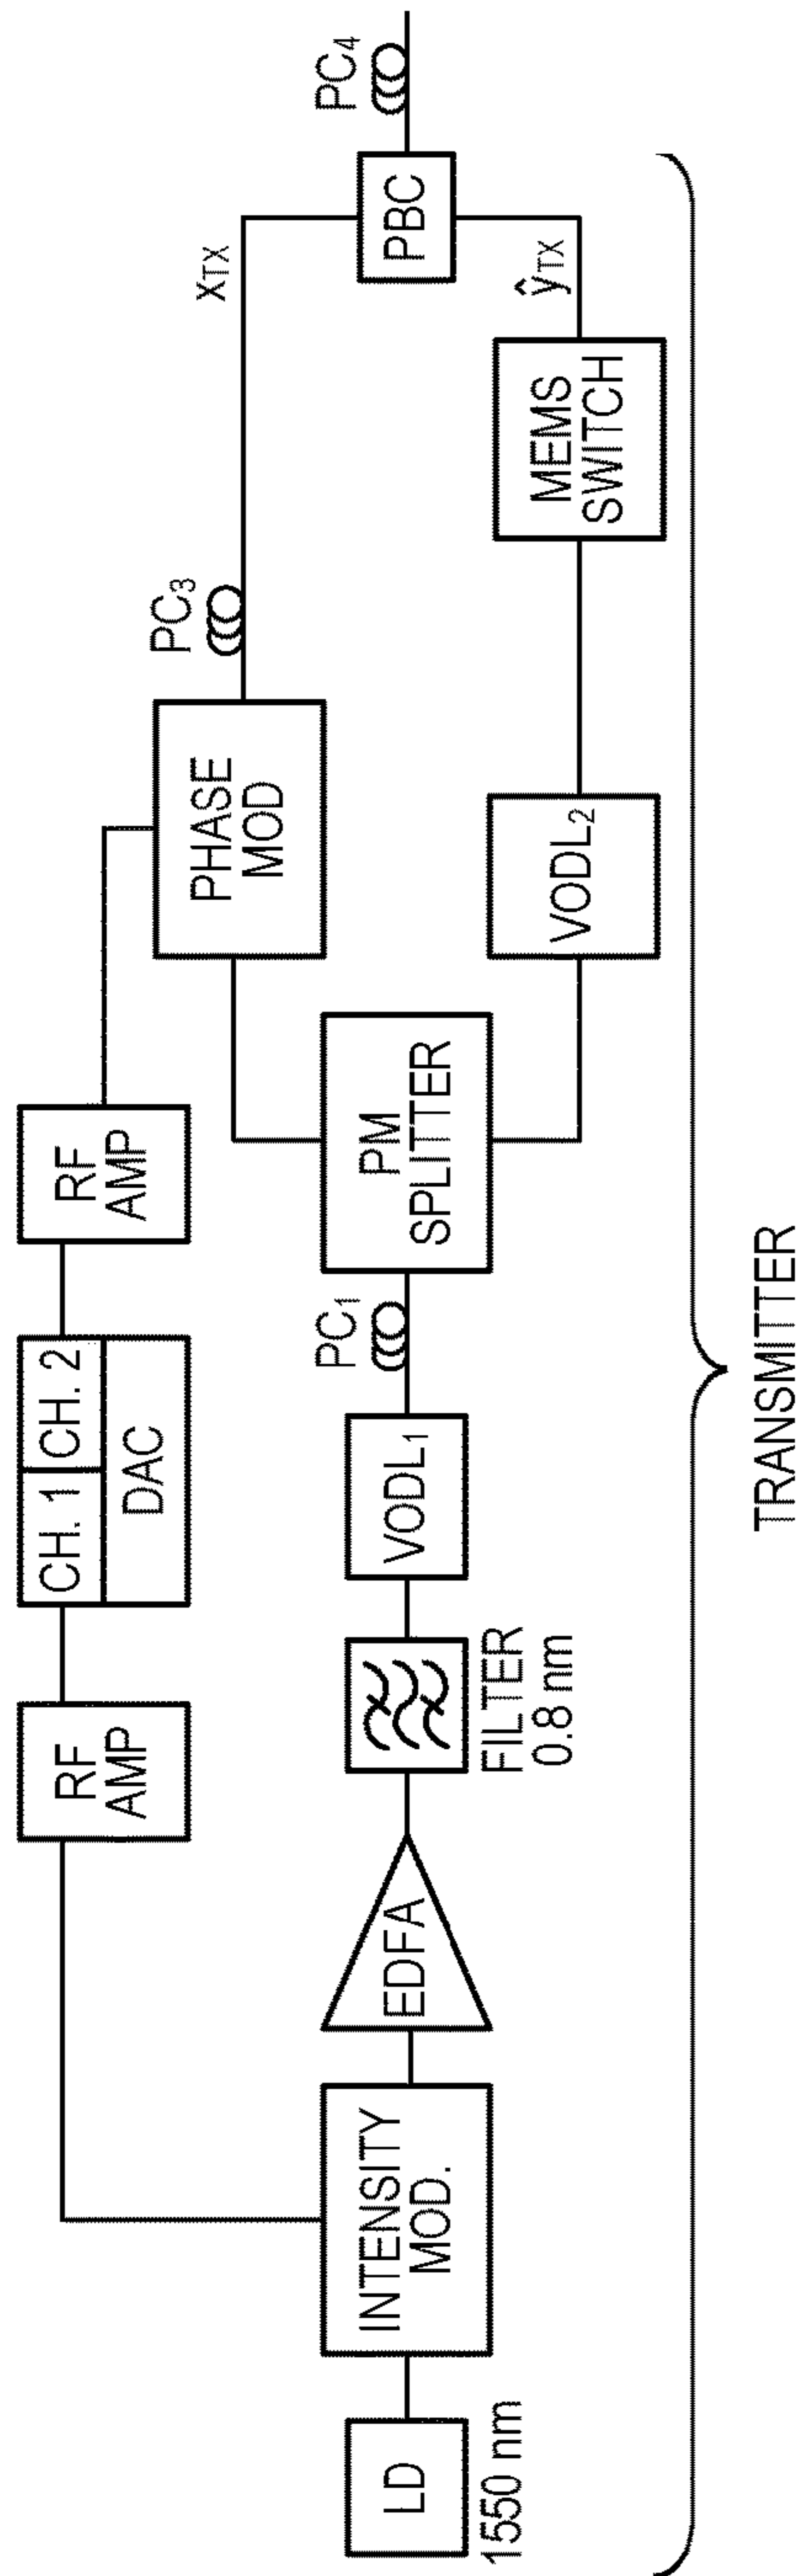 RF
AMP
CH. 1
CH. 2
DAC
RF
AMP
PHASE
MOD
PC₃
xTX
LD
1550 nm
INTENSITY
MOD.
EDFA
FILTER
0.8 nm
VODL₁
PC₁
PM
SPLITTER
VODL₂
MEMS
SWITCH
ŷTX
PBC
PC₄
TRANSMITTER